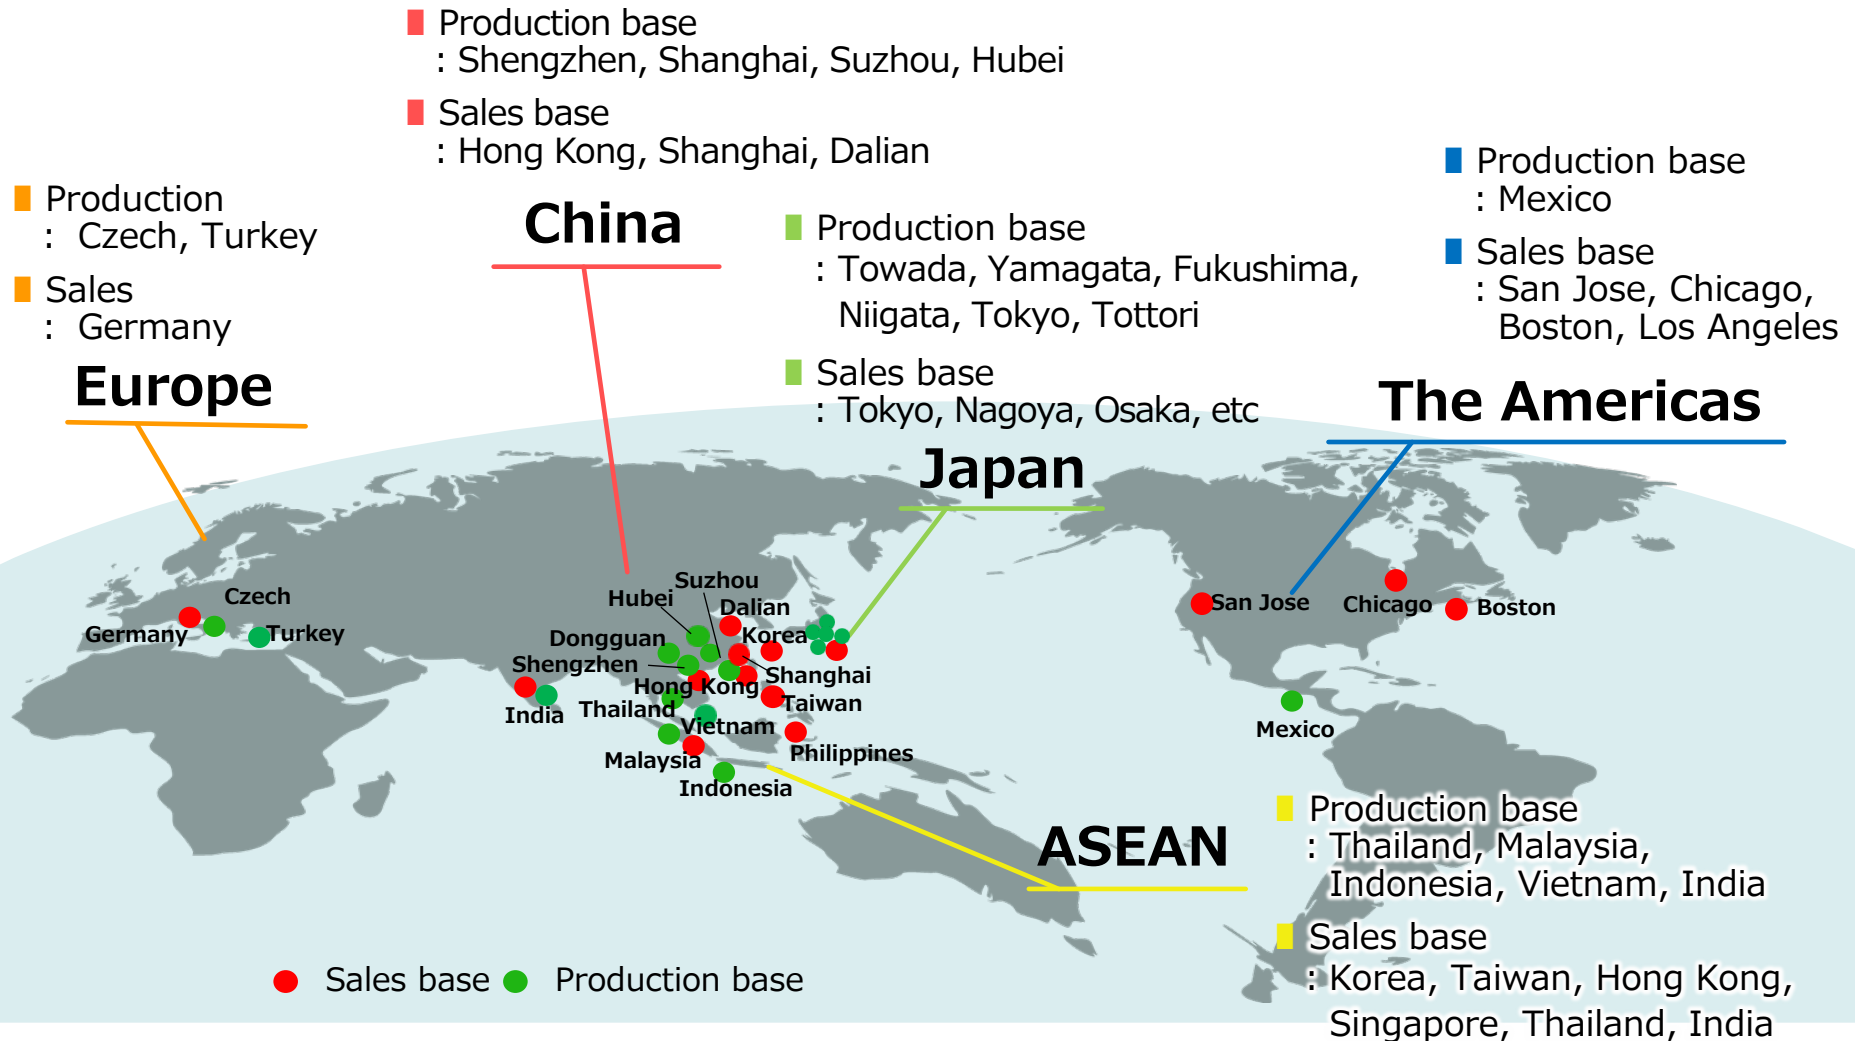 Production base
: Shengzhen, Shanghai, Suzhou, Hubei
Sales base
: Hong Kong, Shanghai, Dalian
China
Production
: Czech, Turkey
Sales
: Germany
Europe
Production base
: Towada, Yamagata, Fukushima,
Niigata, Tokyo, Tottori
Sales base
: Tokyo, Nagoya, Osaka, etc
Japan
Production base
: Mexico
Sales base
: San Jose, Chicago,
Boston, Los Angeles
The Americas
Czech
Germany
Turkey
Suzhou
Hubei
Dalian
Dongguan
Korea
Shengzhen
Shanghai
Hong Kong
India
Thailand
Taiwan
Vietnam
Malaysia
Philippines
Indonesia
San Jose
Chicago
Boston
Mexico
ASEAN
Production base
: Thailand, Malaysia,
Indonesia, Vietnam, India
Sales base
: Korea, Taiwan, Hong Kong,
Singapore, Thailand, India
Sales base
Production base